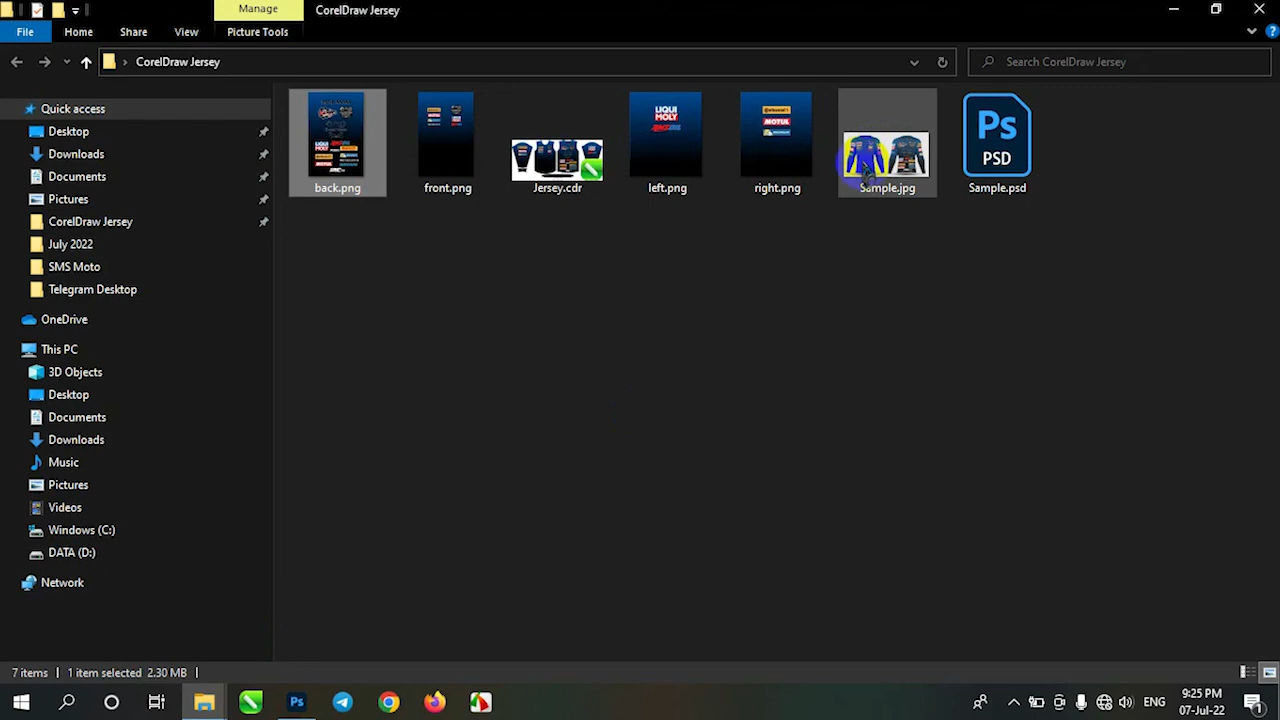 Manage
CorelDraw Jersey
File
Home
Share
View
Picture Tools
CorelDraw Jersey
Search CorelDraw Jersey
Quick access
Desktop
Downloads
Documents
Pictures
CorelDraw Jersey
July 2022
SMS Moto
Telegram Desktop
OneDrive
This PC
3D Objects
Desktop
Documents
Downloads
Music
Pictures
Videos
Windows (C:)
DATA (D:)
Network
LIQUI
MOLY
MOTUL
Ps
PSD
back.png
front.png
Jersey.cdr
left.png
right.png
Sample.jpg
Sample.psd
7 items
1 item selected 2.30 MB
Ps
ENG
9:25 PM
07-Jul-22
1